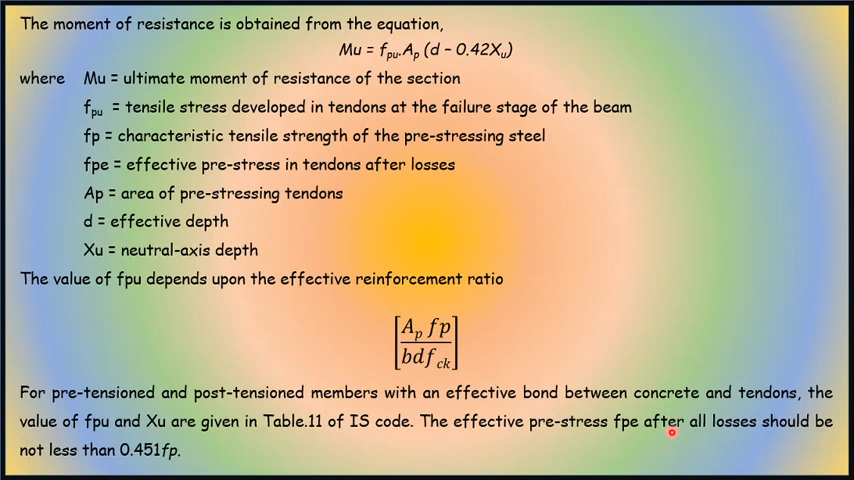 The moment of resistance is obtained from the equation,
Mu = fpu.Ap (d – 0.42Xu)
where Mu = ultimate moment of resistance of the section
fpu = tensile stress developed in tendons at the failure stage of the beam
fp = characteristic tensile strength of the pre-stressing steel
fpe = effective pre-stress in tendons after losses
Ap = area of pre-stressing tendons
d = effective depth
Xu = neutral-axis depth
The value of fpu depends upon the effective reinforcement ratio
[Ap fp
bdfck]
For pre-tensioned and post-tensioned members with an effective bond between concrete and tendons, the
value of fpu and Xu are given in Table.11 of IS code. The effective pre-stress fpe after all losses should be
not less than 0.451fp.